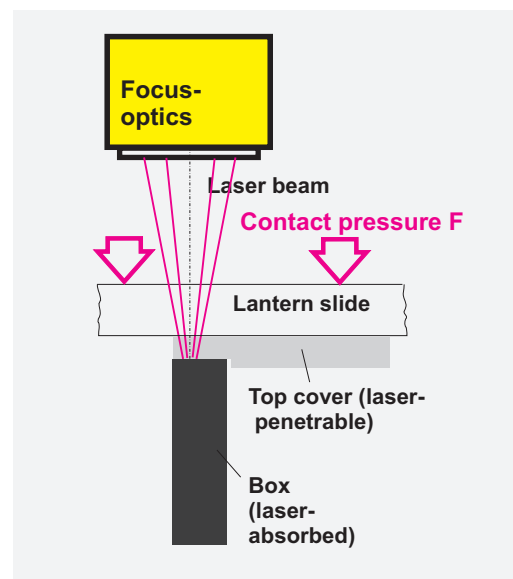 Focus-
optics
Laser beam
Contact pressure F
Lantern slide
Top cover (laser-
penetrable)
Box
(laser-
absorbed)